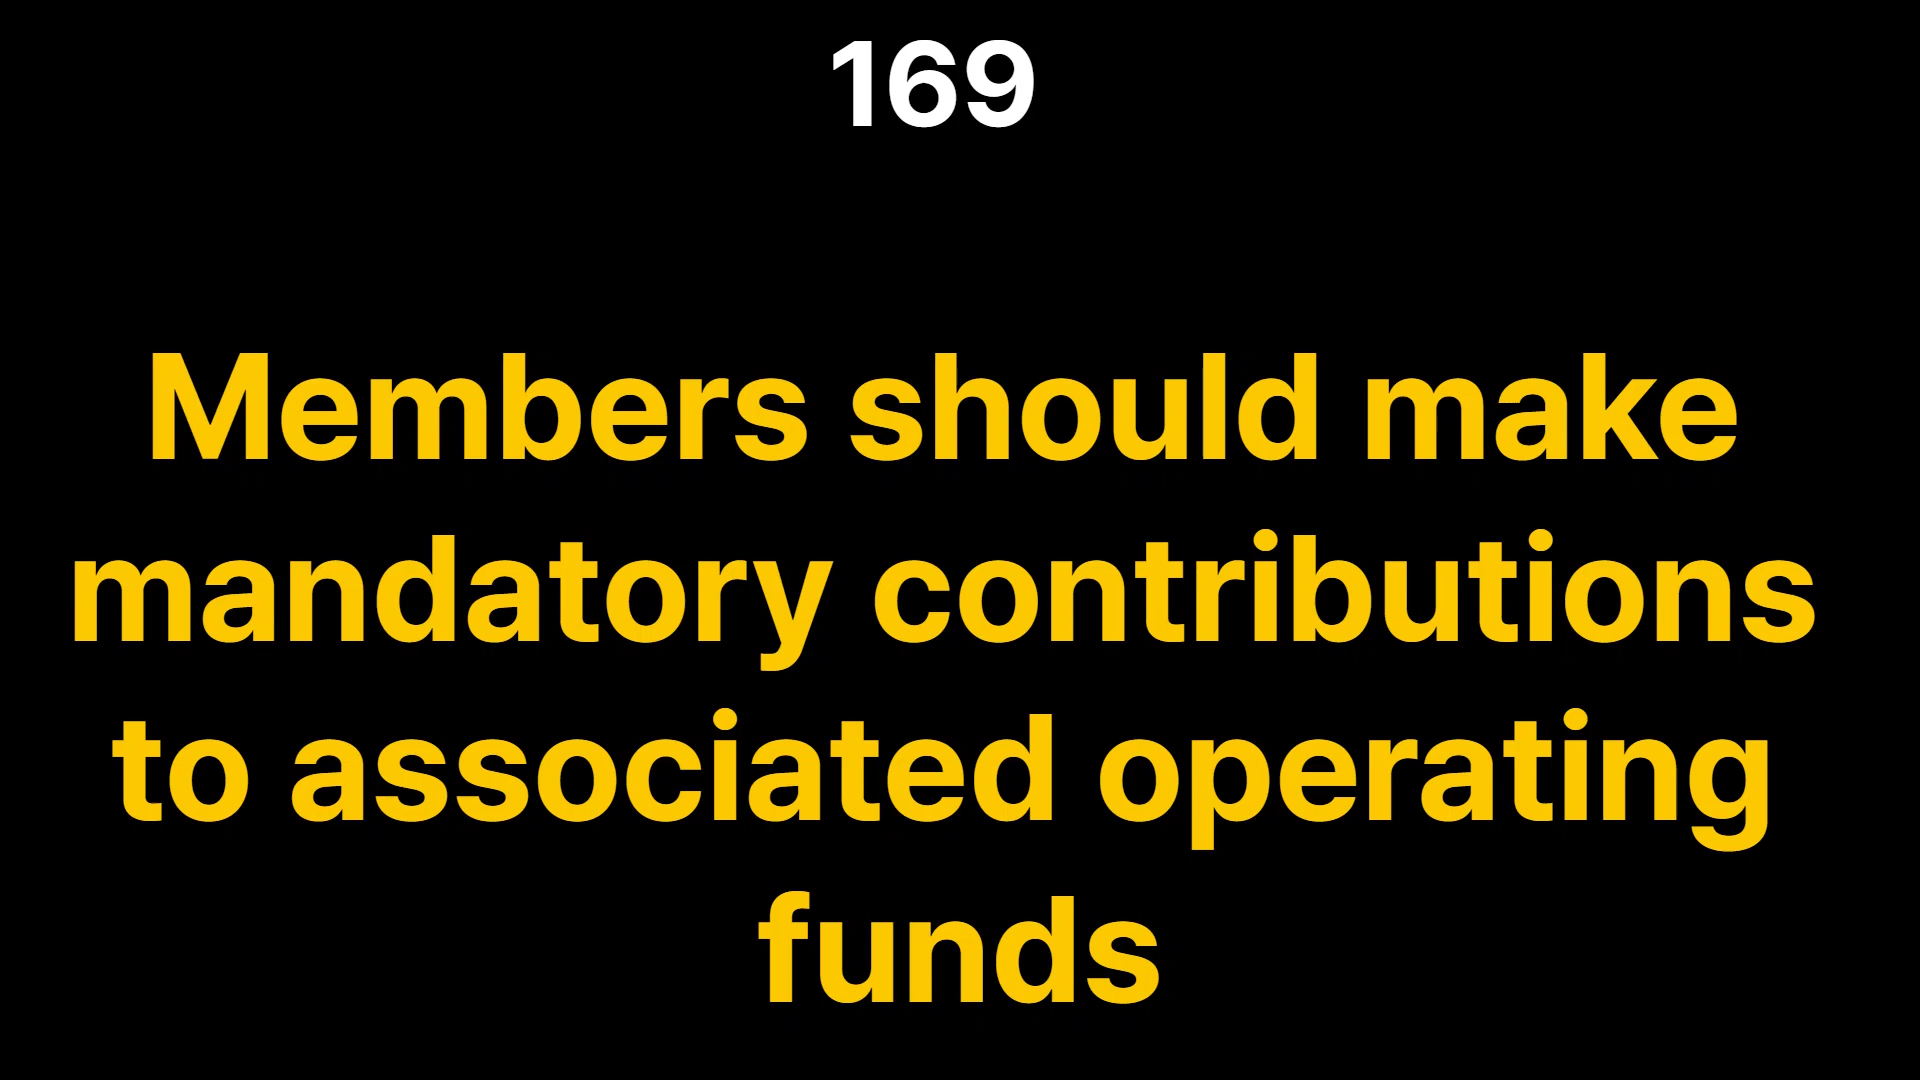 169
Members should make
mandatory contributions
to associated operating
funds